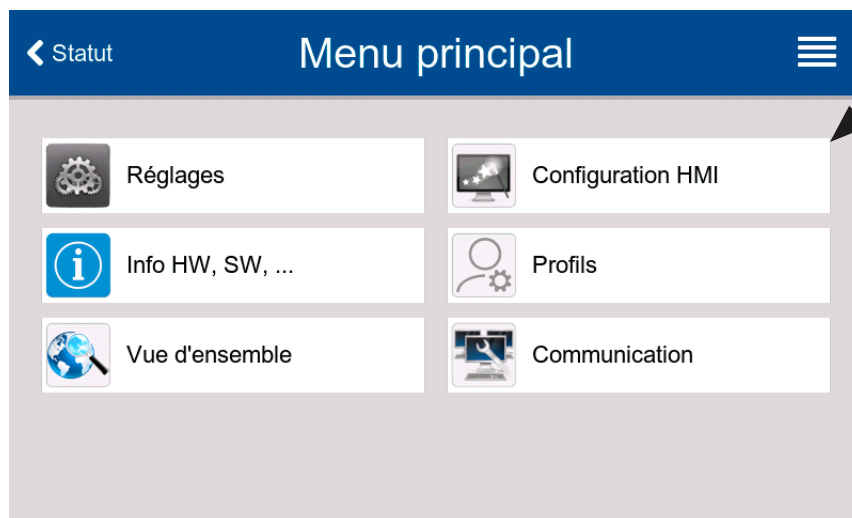 Statut
Menu principal
Réglages
Configuration HMI
Info HW, SW, ...
Profils
Vue d'ensemble
Communication